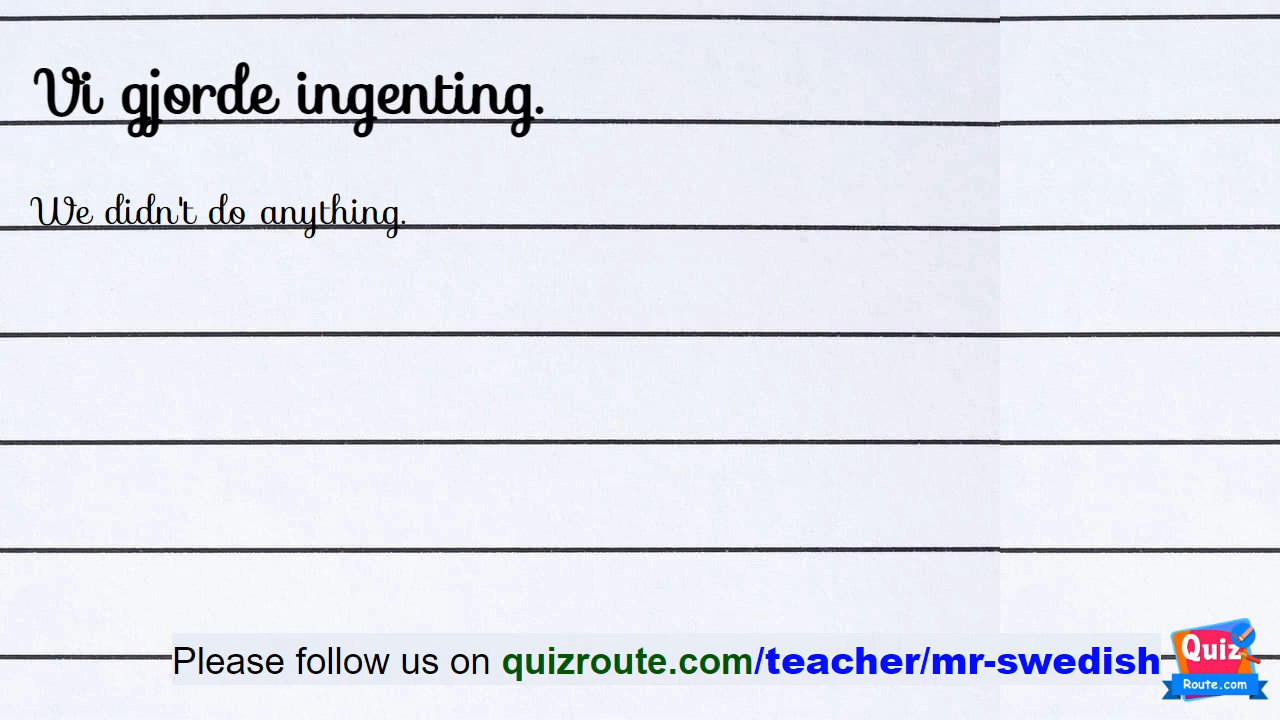 Vi gjorde ingenting.
We didn't do anything.
Please follow us on quizroute.com/teacher/mr-swedish
Quiz
Route.com